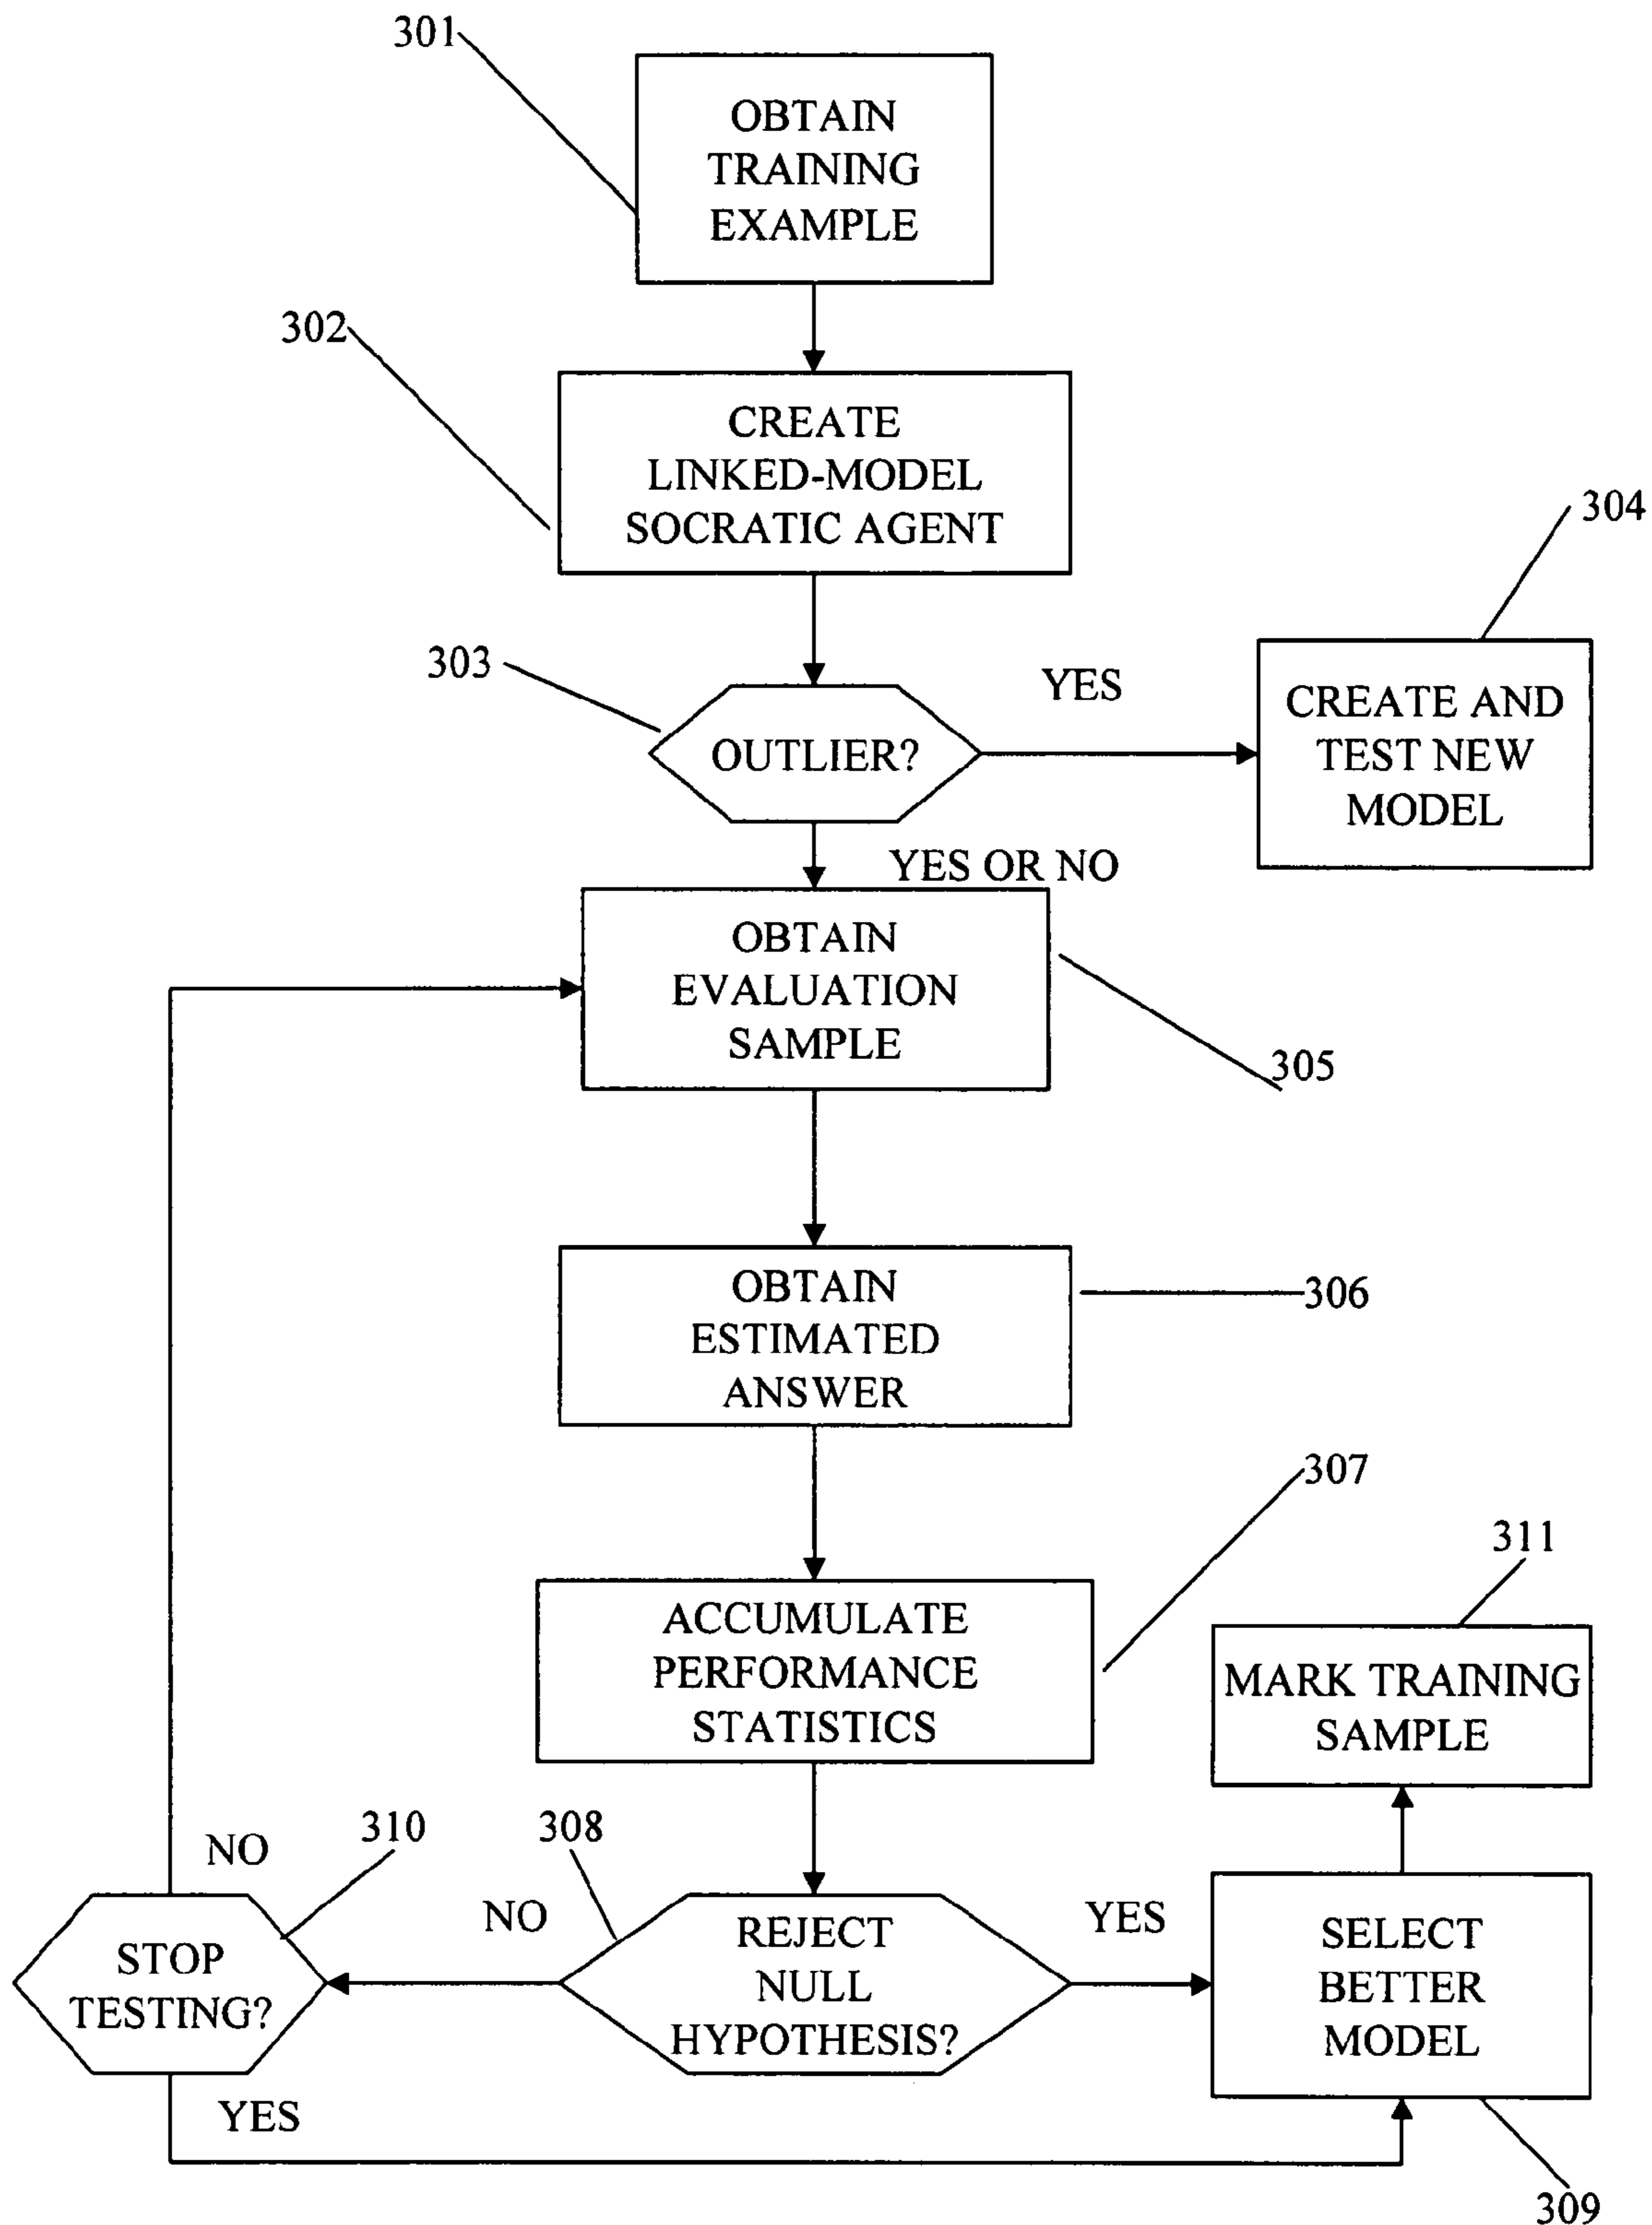 301
OBTAIN
TRAINING
EXAMPLE
302
CREATE
LINKED-MODEL
SOCRATIC AGENT
304
303
OUTLIER?
YES
CREATE AND
TEST NEW
MODEL
YES OR NO
OBTAIN
EVALUATION
SAMPLE
305
OBTAIN
ESTIMATED
ANSWER
306
307
ACCUMULATE
PERFORMANCE
STATISTICS
311
MARK TRAINING
SAMPLE
NO
310
308
STOP
TESTING?
NO
REJECT
NULL
HYPOTHESIS?
YES
SELECT
BETTER
MODEL
YES
309